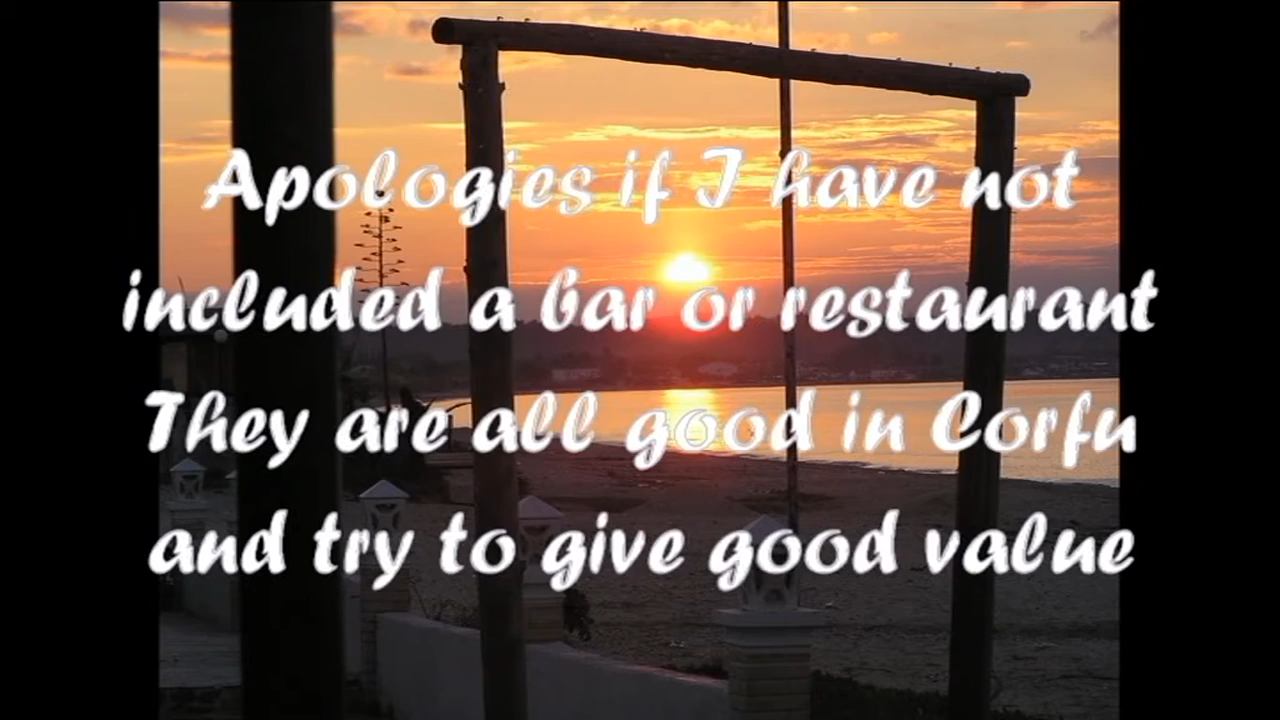 Apologies if I have not
included a bar or restaurant
They are all good in Corfu
and try to give good value